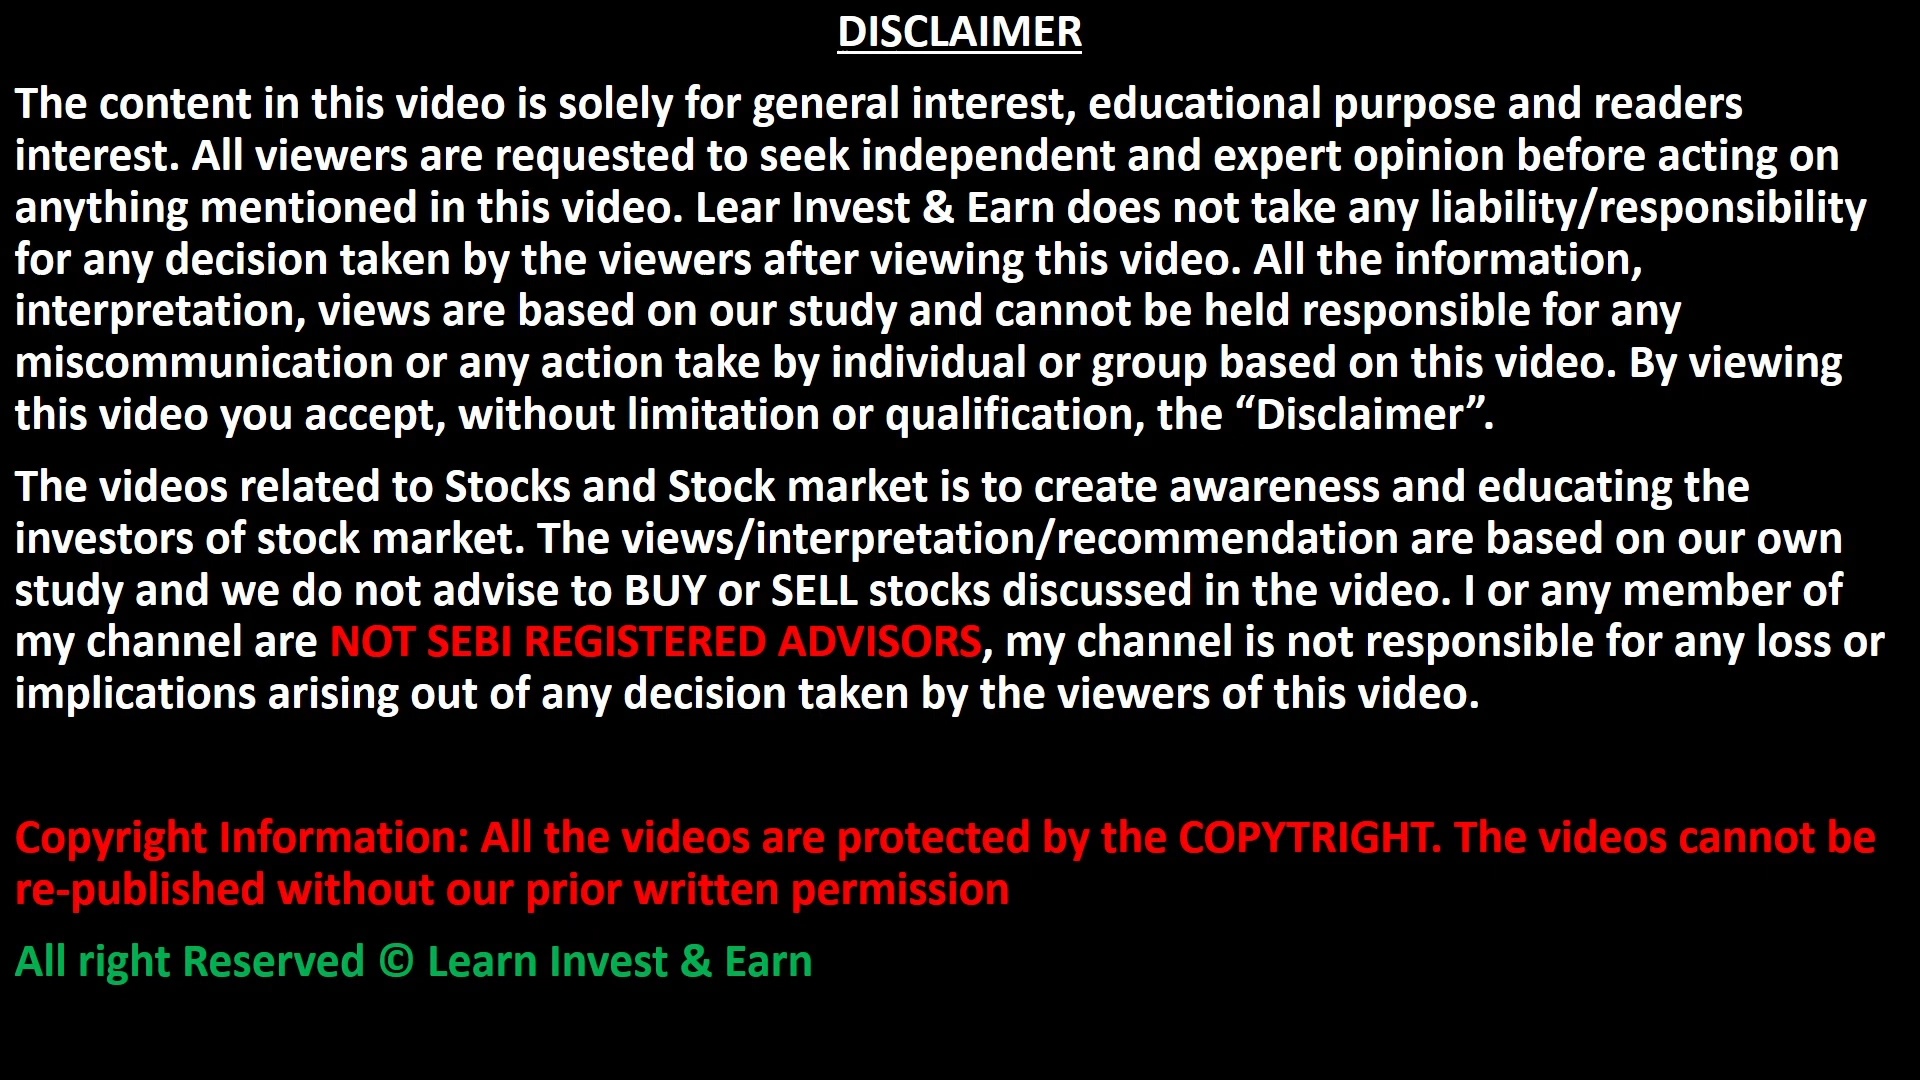 DISCLAIMER
The content in this video is solely for general interest, educational purpose and readers
interest. All viewers are requested to seek independent and expert opinion before acting on
anything mentioned in this video. Lear Invest & Earn does not take any liability/responsibility
for any decision taken by the viewers after viewing this video. All the information,
interpretation, views are based on our study and cannot be held responsible for any
miscommunication or any action take by individual or group based on this video. By viewing
this video you accept, without limitation or qualification, the “Disclaimer”.
The videos related to Stocks and Stock market is to create awareness and educating the
investors of stock market. The views/interpretation/recommendation are based on our own
study and we do not advise to BUY or SELL stocks discussed in the video. I or any member of
my channel are NOT SEBI REGISTERED ADVISORS, my channel is not responsible for any loss or
implications arising out of any decision taken by the viewers of this video.
Copyright Information: All the videos are protected by the COPYTRIGHT. The videos cannot be
re-published without our prior written permission
All right Reserved © Learn Invest & Earn